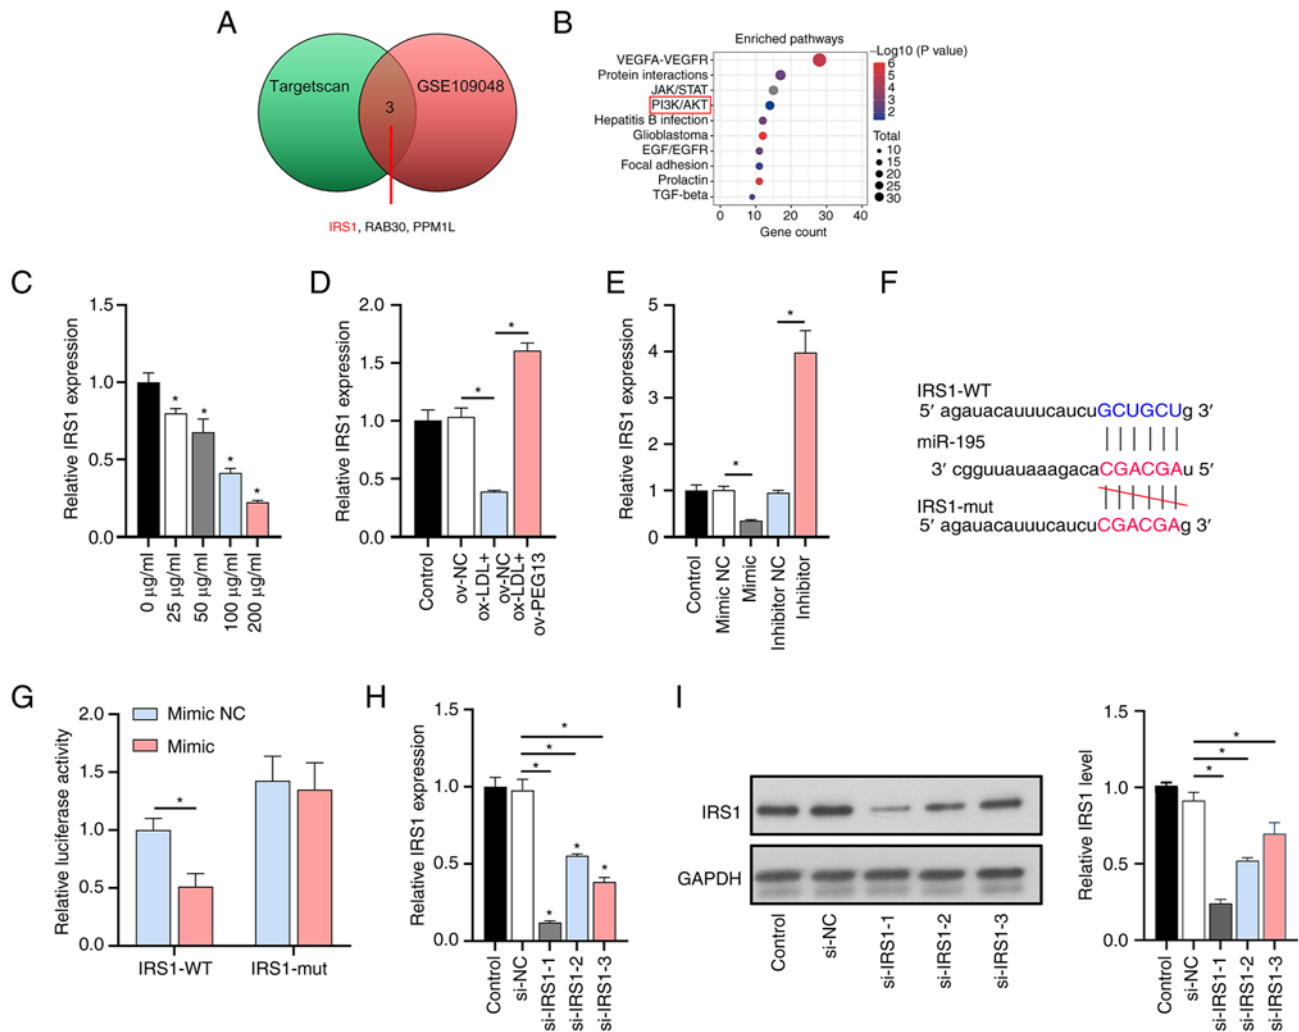 A
Targetscan
GSE109048
3
IRS1, RAB30, PPM1L
B
Enriched pathways
VEGFA-VEGFR
Protein interactions
JAK/STAT
PI3K/AKT
Hepatitis B infection
Glioblastoma
EGF/EGFR
Focal adhesion
Prolactin
TGF-beta
0 10 20 30 40
Gene count
–Log10 (P value)
6
5
4
3
2
Total
10
15
20
25
30
C
Relative IRS1 expression
1.5
1.0
0.5
0.0
* * * *
0 µg/ml
25 µg/ml
50 µg/ml
100 µg/ml
200 µg/ml
D
Relative IRS1 expression
2.0
1.5
1.0
0.5
0.0
* *
Control
ov-NC
ox-LDL+
ov-NC
ox-LDL+
ov-PEG13
E
Relative IRS1 expression
5
4
3
2
1
0
* *
Control
Mimic NC
Mimic
Inhibitor NC
Inhibitor
F
IRS1-WT
5′ agauacauuucaucuGCUGCUg 3′
miR-195
3′ cgguuauaaagacaCGACGAu 5′
IRS1-mut
5′ agauacauuucaucuCGACGAg 3′
G
Relative luciferase activity
2.0
1.5
1.0
0.5
0.0
Mimic NC
Mimic
*
IRS1-WT
IRS1-mut
H
Relative IRS1 expression
1.5
1.0
0.5
0.0
*
*
*
* * *
Control
si-NC
si-IRS1-1
si-IRS1-2
si-IRS1-3
I
IRS1
GAPDH
Control
si-NC
si-IRS1-1
si-IRS1-2
si-IRS1-3
Relative IRS1 level
1.5
1.0
0.5
0.0
*
*
*
Control
si-NC
si-IRS1-1
si-IRS1-2
si-IRS1-3